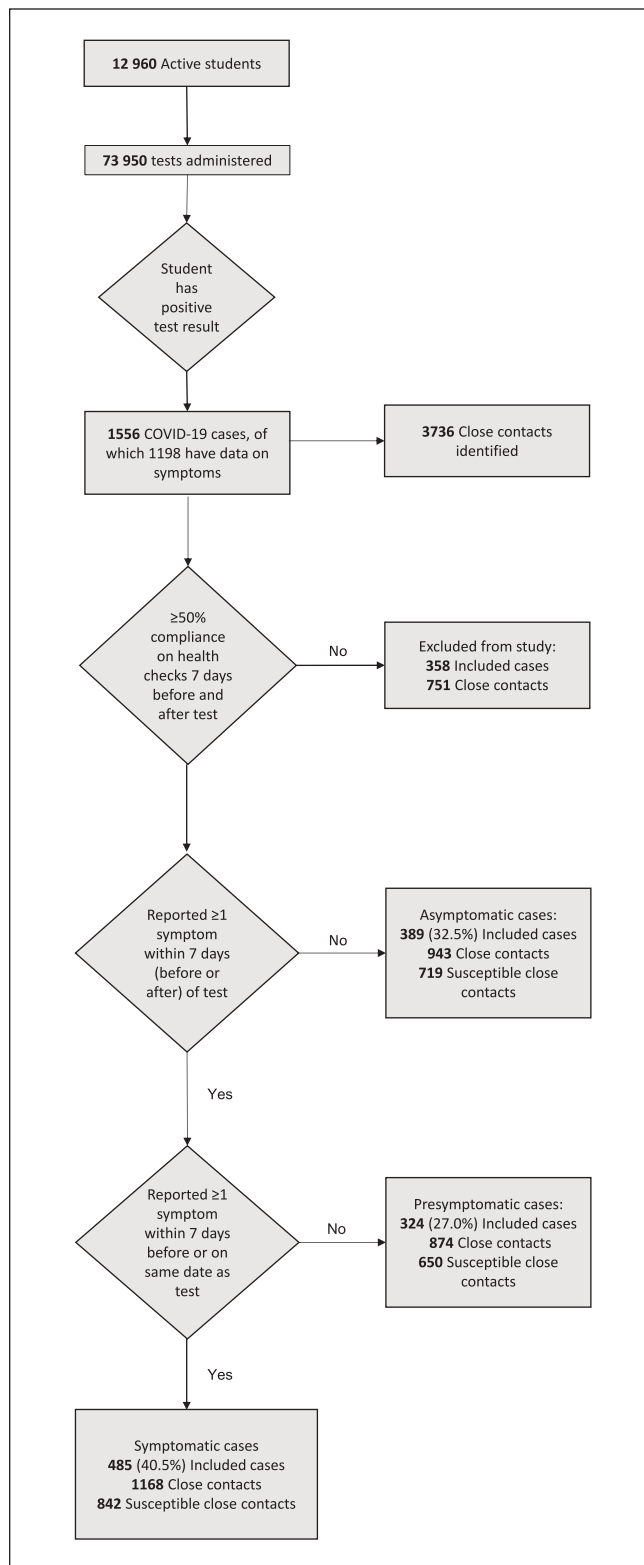 12 960 Active students
73 950 tests administered
Student
has
positive
test result
1556 COVID-19 cases, of
which 1198 have data on
symptoms
3736 Close contacts
identified
≥50%
compliance
on health
checks 7 days
before and
after test
No
Excluded from study:
358 Included cases
751 Close contacts
Reported ≥1
symptom
within 7 days
(before or
after) of test
No
Asymptomatic cases:
389 (32.5%) Included cases
943 Close contacts
719 Susceptible close
contacts
Yes
Reported ≥1
symptom
within 7 days
before or on
same date as
test
No
Presymptomatic cases:
324 (27.0%) Included cases
874 Close contacts
650 Susceptible close
contacts
Yes
Symptomatic cases
485 (40.5%) Included cases
1168 Close contacts
842 Susceptible close contacts